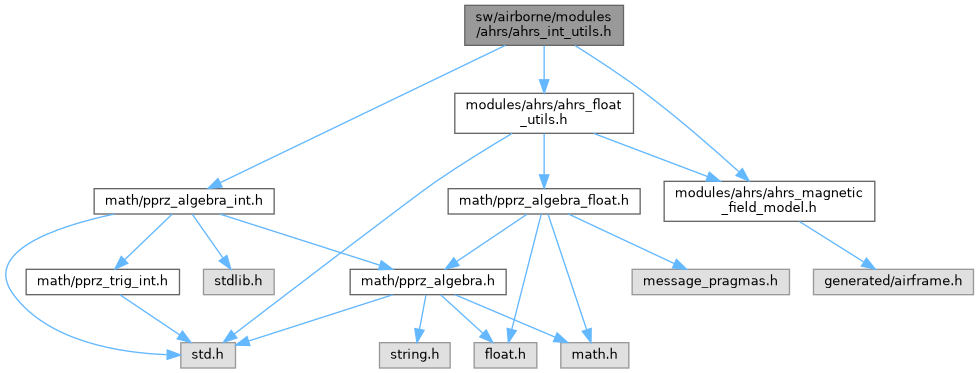 sw/airborne/modules
/ahrs/ahrs_int_utils.h
modules/ahrs/ahrs_float
_utils.h
math/pprz_algebra_int.h
math/pprz_algebra_float.h
modules/ahrs/ahrs_magnetic
_field_model.h
math/pprz_trig_int.h
stdlib.h
math/pprz_algebra.h
message_pragmas.h
generated/airframe.h
std.h
string.h
float.h
math.h